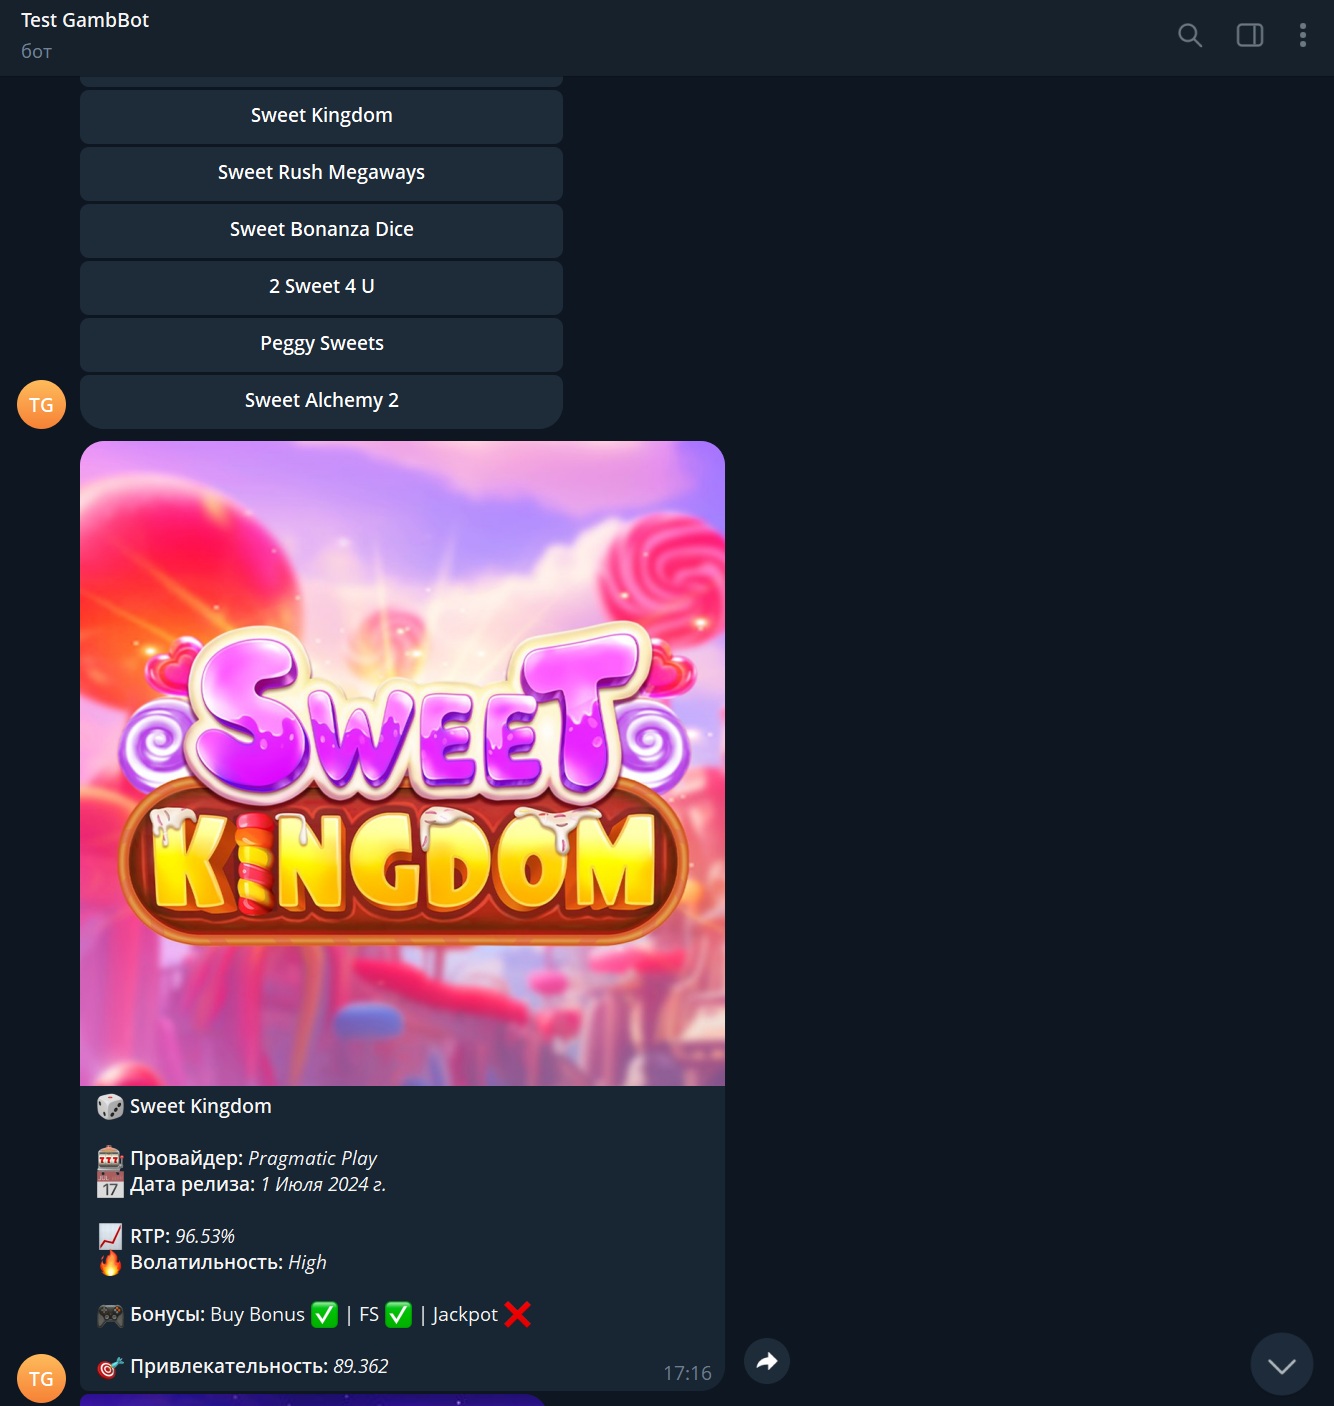 Test GambBot
бот
Sweet Kingdom
Sweet Rush Megaways
Sweet Bonanza Dice
2 Sweet 4 U
Peggy Sweets
Sweet Alchemy 2
TG
SWEET
KINGDOM
🎲 Sweet Kingdom
🎰 Провайдер: Pragmatic Play
📅 Дата релиза: 1 Июля 2024 г.
📈 RTP: 96.53%
🔥 Волатильность: High
🎮 Бонусы: Buy Bonus ✅ | FS ✅ | Jackpot ❌
🎯 Привлекательность: 89.362
17:16
TG